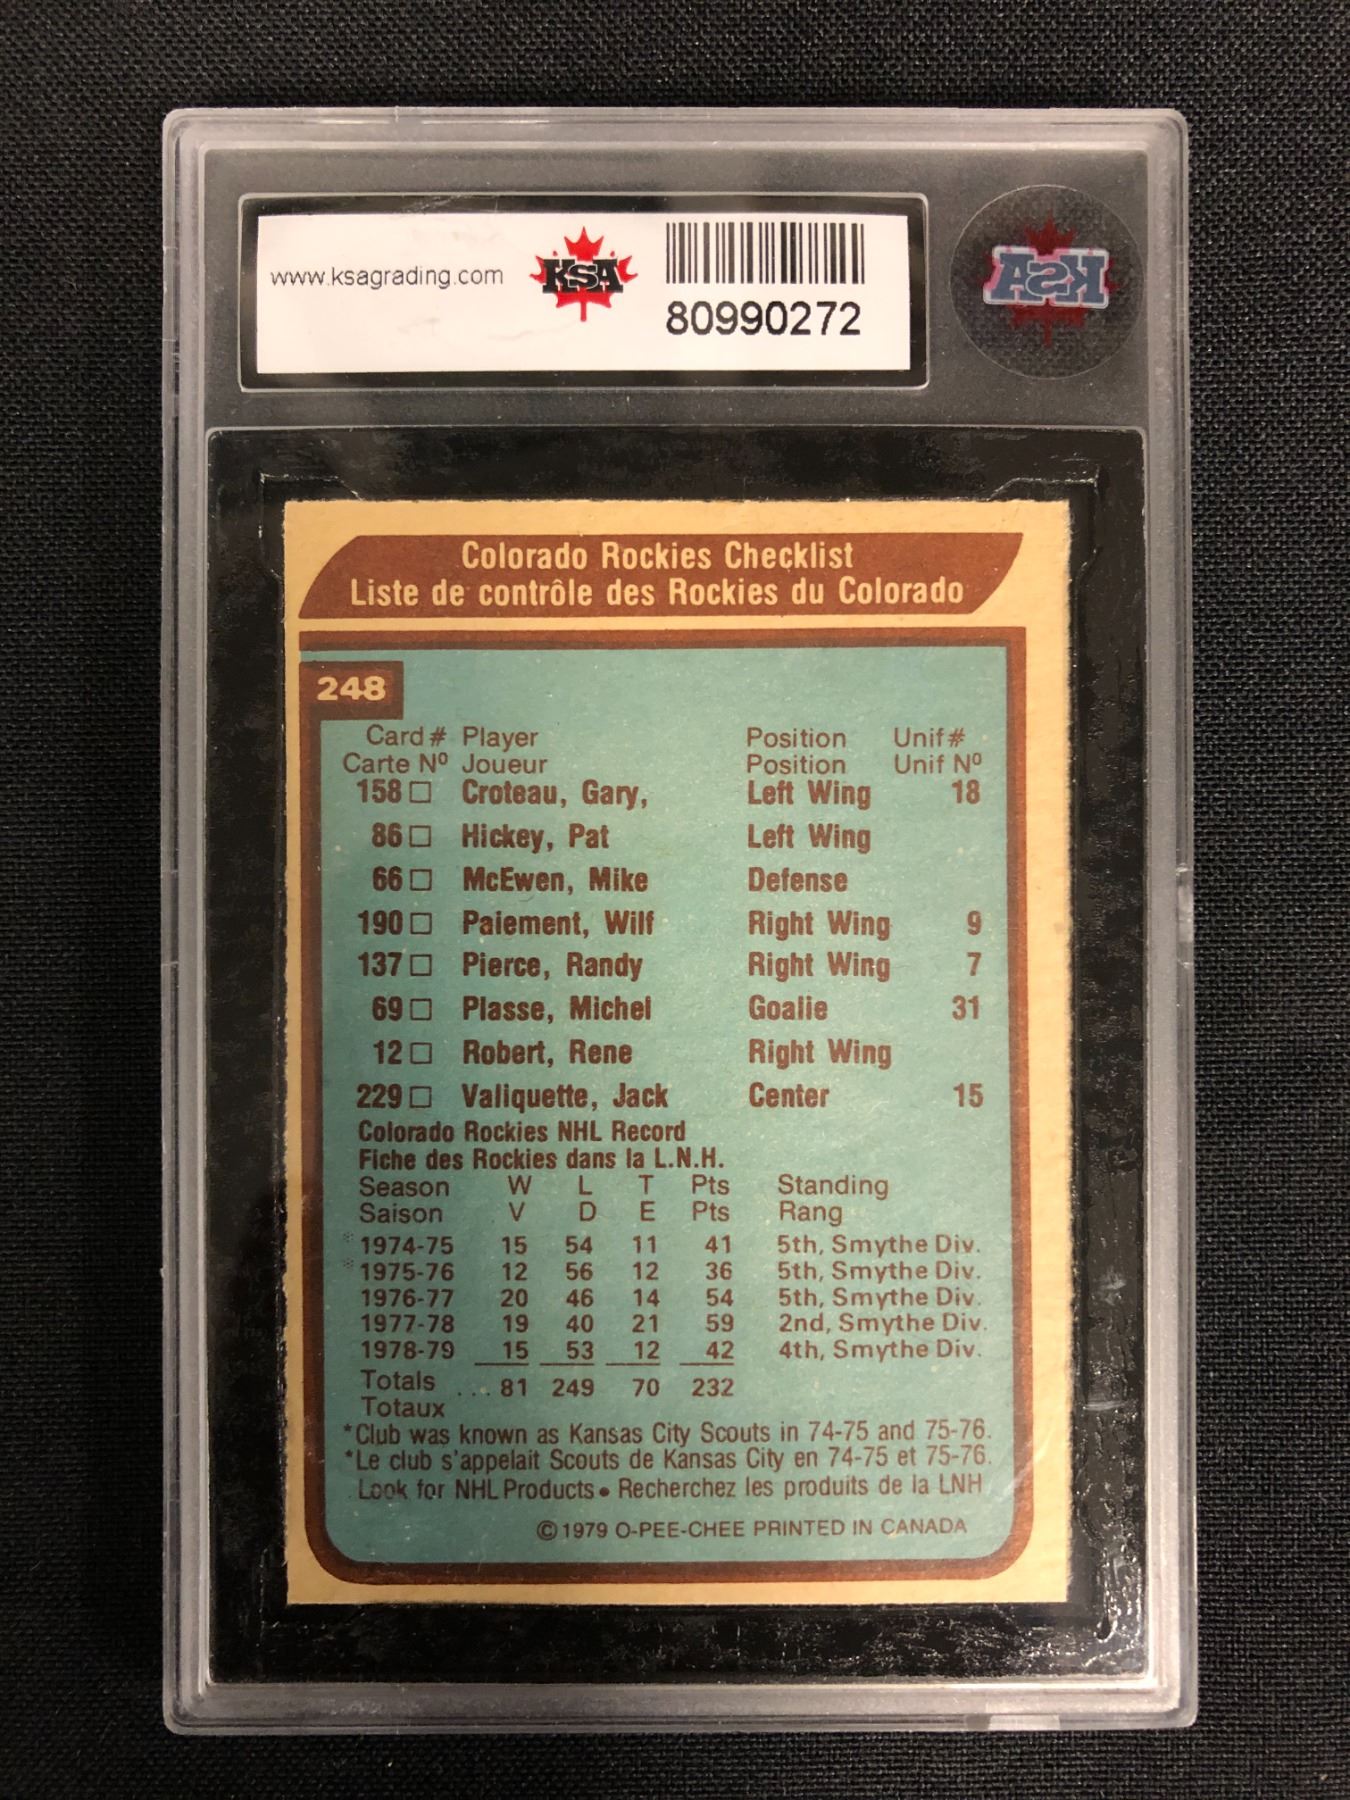 www.ksagrading.com
KSA
80990272
KSA
Colorado Rockies Checklist
Liste de contrôle des Rockies du Colorado
248
Card # Player Position Unif #
Carte Nº Joueur Position Unif Nº
158 □ Croteau, Gary, Left Wing 18
86 □ Hickey, Pat Left Wing
66 □ McEwen, Mike Defense
190 □ Paiement, Wilf Right Wing 9
137 □ Pierce, Randy Right Wing 7
69 □ Plasse, Michel Goalie 31
12 □ Robert, Rene Right Wing
229 □ Valiquette, Jack Center 15
Colorado Rockies NHL Record
Fiche des Rockies dans la L.N.H.
Season W L T Pts Standing
Saison V D E Pts Rang
*1974-75 15 54 11 41 5th, Smythe Div.
*1975-76 12 56 12 36 5th, Smythe Div.
1976-77 20 46 14 54 5th, Smythe Div.
1977-78 19 40 21 59 2nd, Smythe Div.
1978-79 15 53 12 42 4th, Smythe Div.
Totals ... 81 249 70 232
Totaux
*Club was known as Kansas City Scouts in 74-75 and 75-76.
*Le club s'appelait Scouts de Kansas City en 74-75 et 75-76.
Look for NHL Products • Recherchez les produits de la LNH
© 1979 O-PEE-CHEE PRINTED IN CANADA